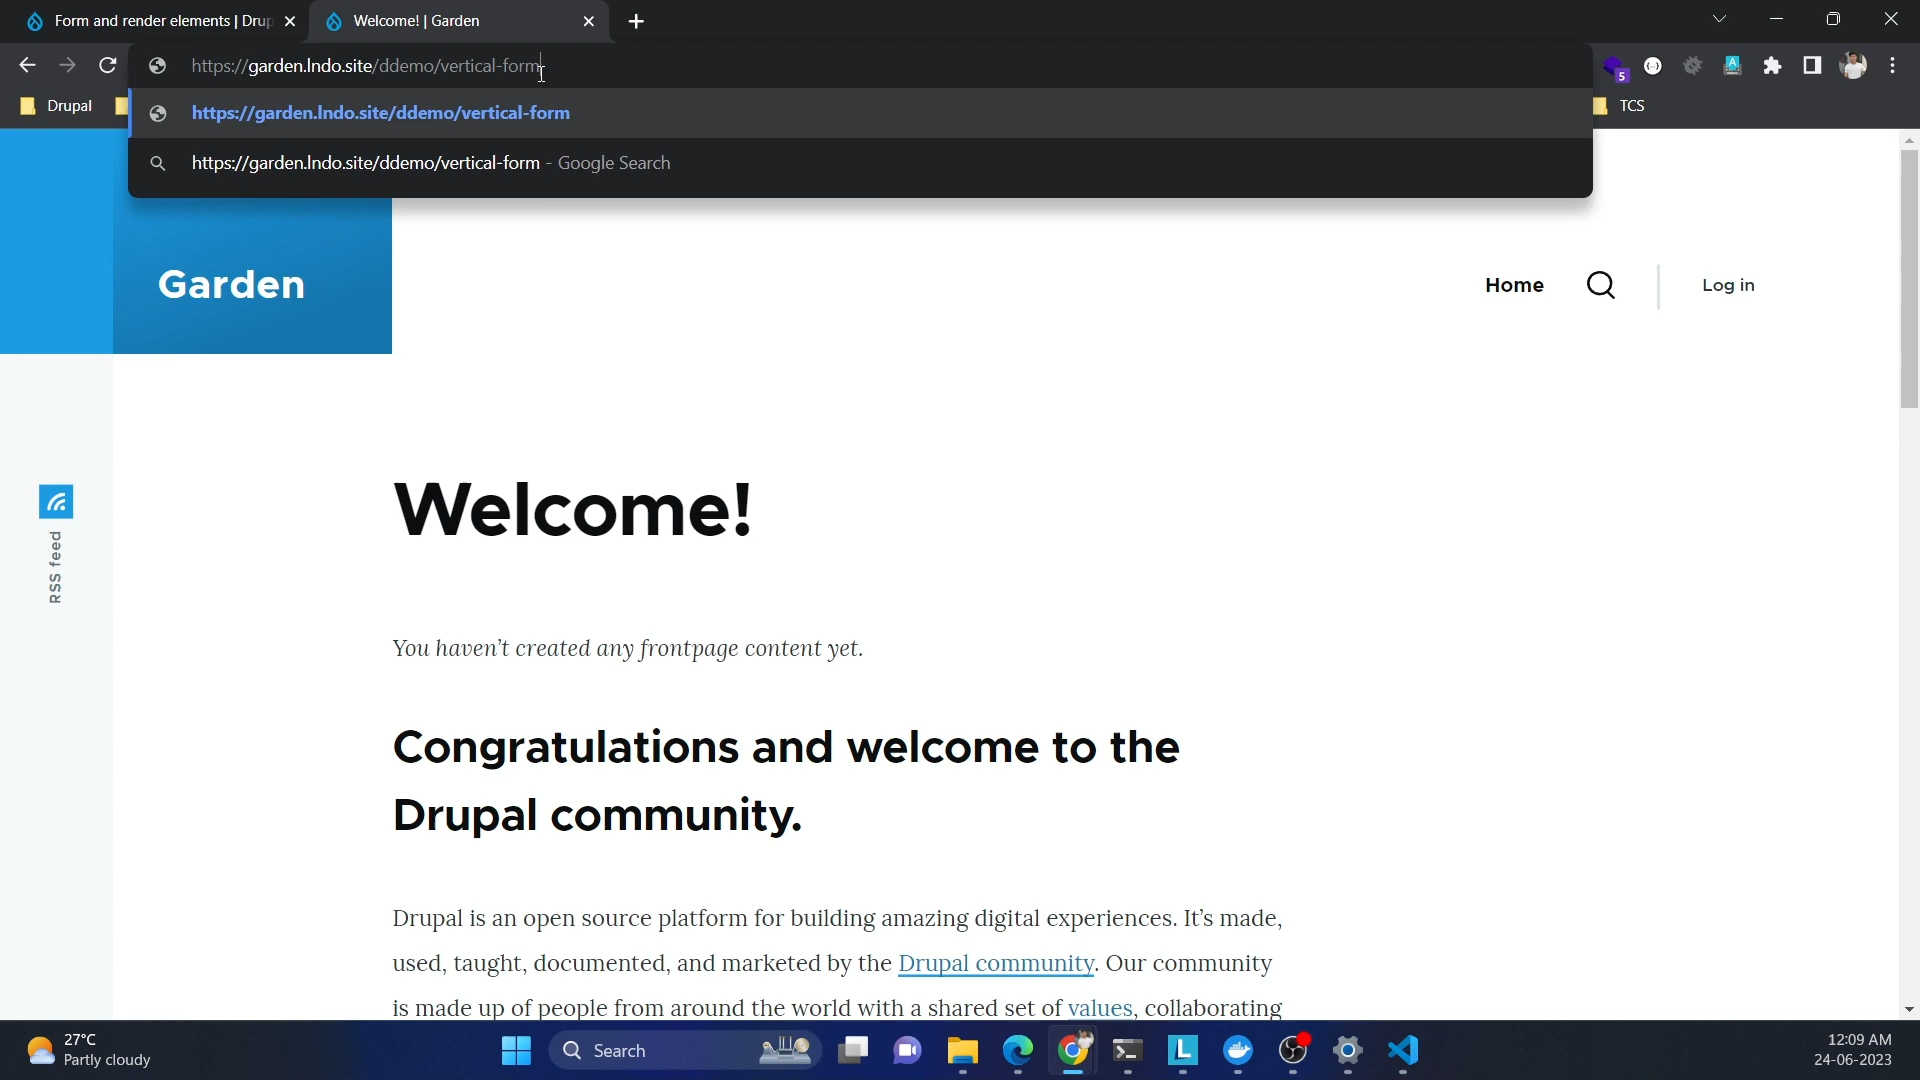 Form and render elements | Drup
Welcome! | Garden
https://garden.lndo.site/ddemo/vertical-form
5
Drupal
https://garden.lndo.site/ddemo/vertical-form
TCS
https://garden.lndo.site/ddemo/vertical-form - Google Search
Garden
Home
Log in
Welcome!
RSS feed
You haven’t created any frontpage content yet.
Congratulations and welcome to the
Drupal community.
Drupal is an open source platform for building amazing digital experiences. It’s made,
used, taught, documented, and marketed by the Drupal community. Our community
is made up of people from around the world with a shared set of values, collaborating
27°C
Partly cloudy
Search
L
12:09 AM
24-06-2023